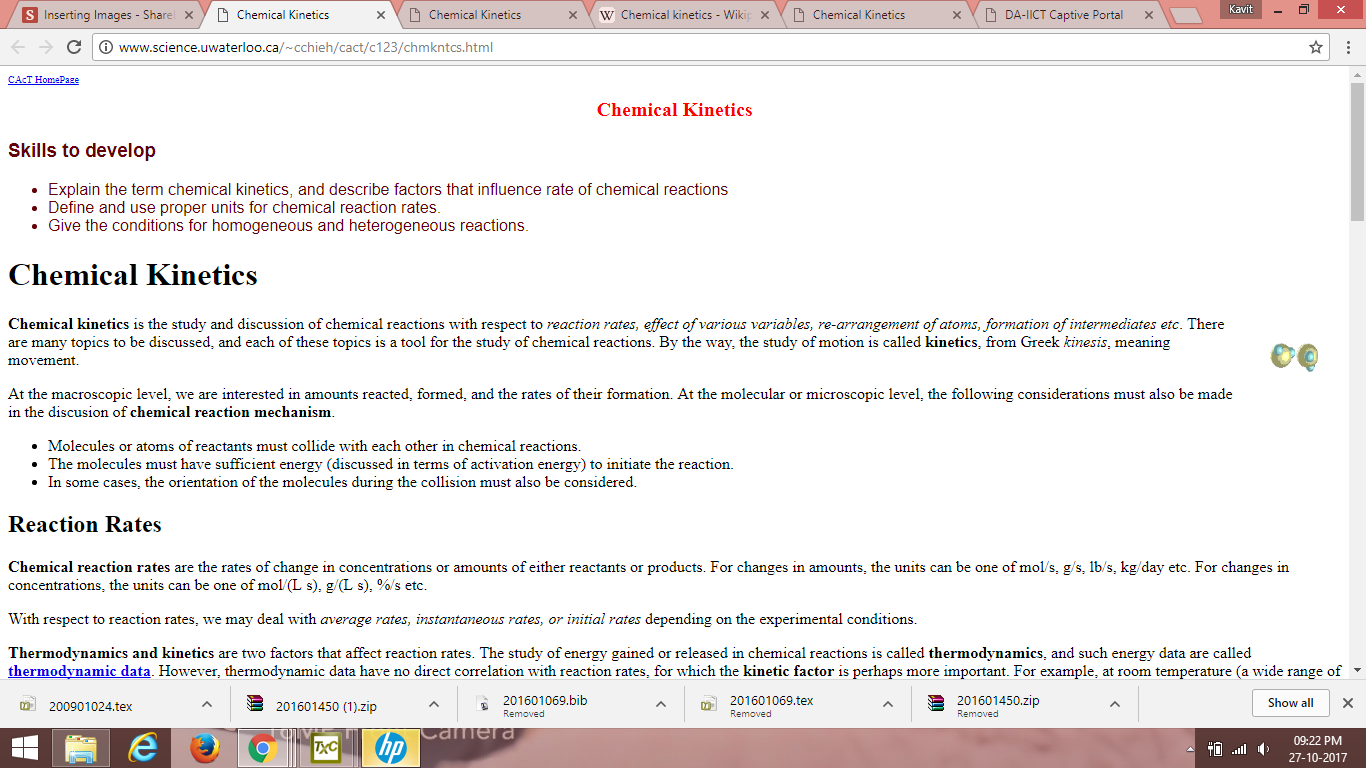 Inserting Images - Share
Chemical Kinetics
Chemical Kinetics
Chemical kinetics - Wikip
Chemical Kinetics
DA-IICT Captive Portal
Kavit
www.science.uwaterloo.ca/~cchieh/cact/c123/chmkntcs.html
CAcT HomePage
Chemical Kinetics
Skills to develop
• Explain the term chemical kinetics, and describe factors that influence rate of chemical reactions
• Define and use proper units for chemical reaction rates.
• Give the conditions for homogeneous and heterogeneous reactions.
Chemical Kinetics
Chemical kinetics is the study and discussion of chemical reactions with respect to reaction rates, effect of various variables, re-arrangement of atoms, formation of intermediates etc. There
are many topics to be discussed, and each of these topics is a tool for the study of chemical reactions. By the way, the study of motion is called kinetics, from Greek kinesis, meaning
movement.
At the macroscopic level, we are interested in amounts reacted, formed, and the rates of their formation. At the molecular or microscopic level, the following considerations must also be made
in the discusion of chemical reaction mechanism.
• Molecules or atoms of reactants must collide with each other in chemical reactions.
• The molecules must have sufficient energy (discussed in terms of activation energy) to initiate the reaction.
• In some cases, the orientation of the molecules during the collision must also be considered.
Reaction Rates
Chemical reaction rates are the rates of change in concentrations or amounts of either reactants or products. For changes in amounts, the units can be one of mol/s, g/s, lb/s, kg/day etc. For changes in
concentrations, the units can be one of mol/(L s), g/(L s), %/s etc.
With respect to reaction rates, we may deal with average rates, instantaneous rates, or initial rates depending on the experimental conditions.
Thermodynamics and kinetics are two factors that affect reaction rates. The study of energy gained or released in chemical reactions is called thermodynamics, and such energy data are called
thermodynamic data. However, thermodynamic data have no direct correlation with reaction rates, for which the kinetic factor is perhaps more important. For example, at room temperature (a wide range of
200901024.tex
201601450 (1).zip
201601069.bib
Removed
201601069.tex
Removed
201601450.zip
Removed
Show all
Camera
TXC
hp
09:22 PM
27-10-2017